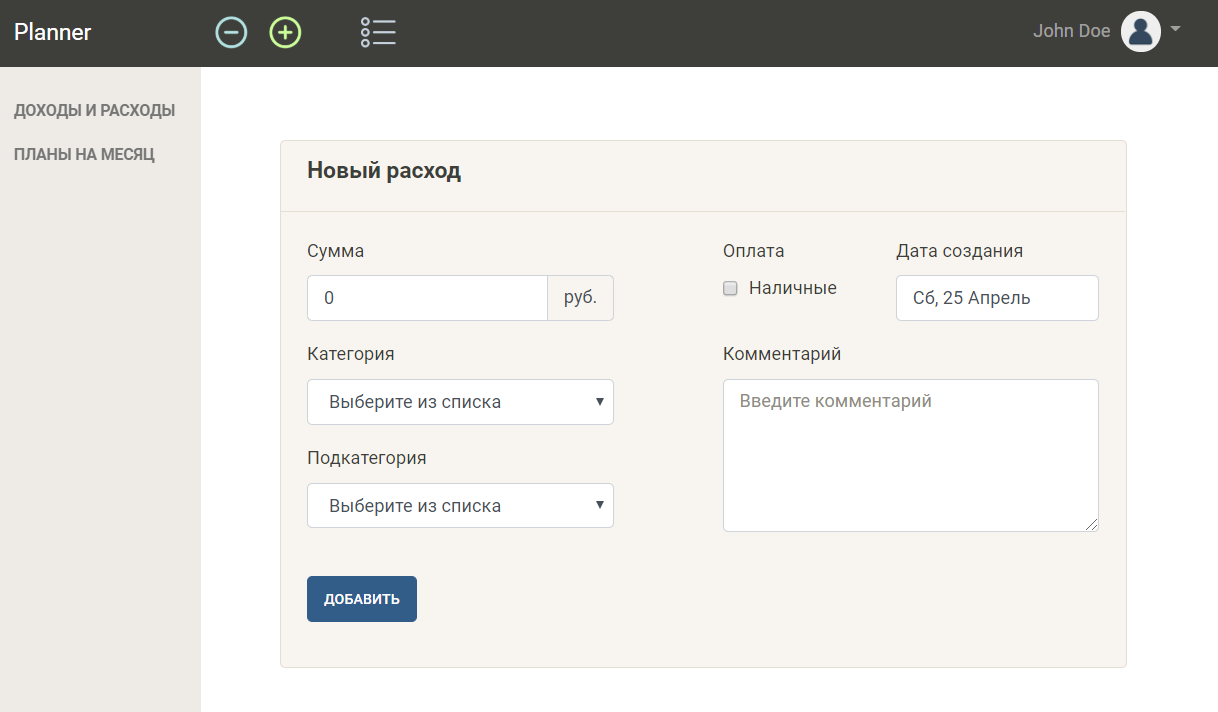 Planner
John Doe
ДОХОДЫ И РАСХОДЫ
ПЛАНЫ НА МЕСЯЦ
Новый расход
Сумма
0 руб.
Категория
Выберите из списка
Подкатегория
Выберите из списка
Оплата
Наличные
Дата создания
Сб, 25 Апрель
Комментарий
Введите комментарий
ДОБАВИТЬ